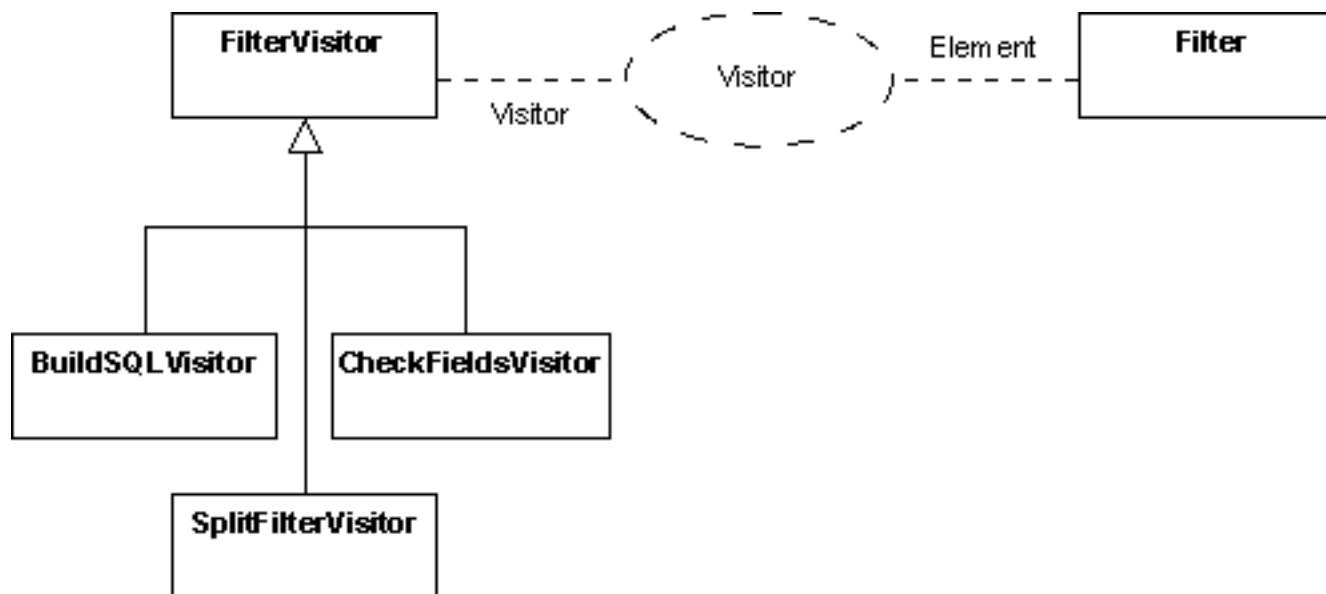 FilterVisitor
Visitor
Visitor
Element
Filter
BuildSQLVisitor
CheckFieldsVisitor
SplitFilterVisitor